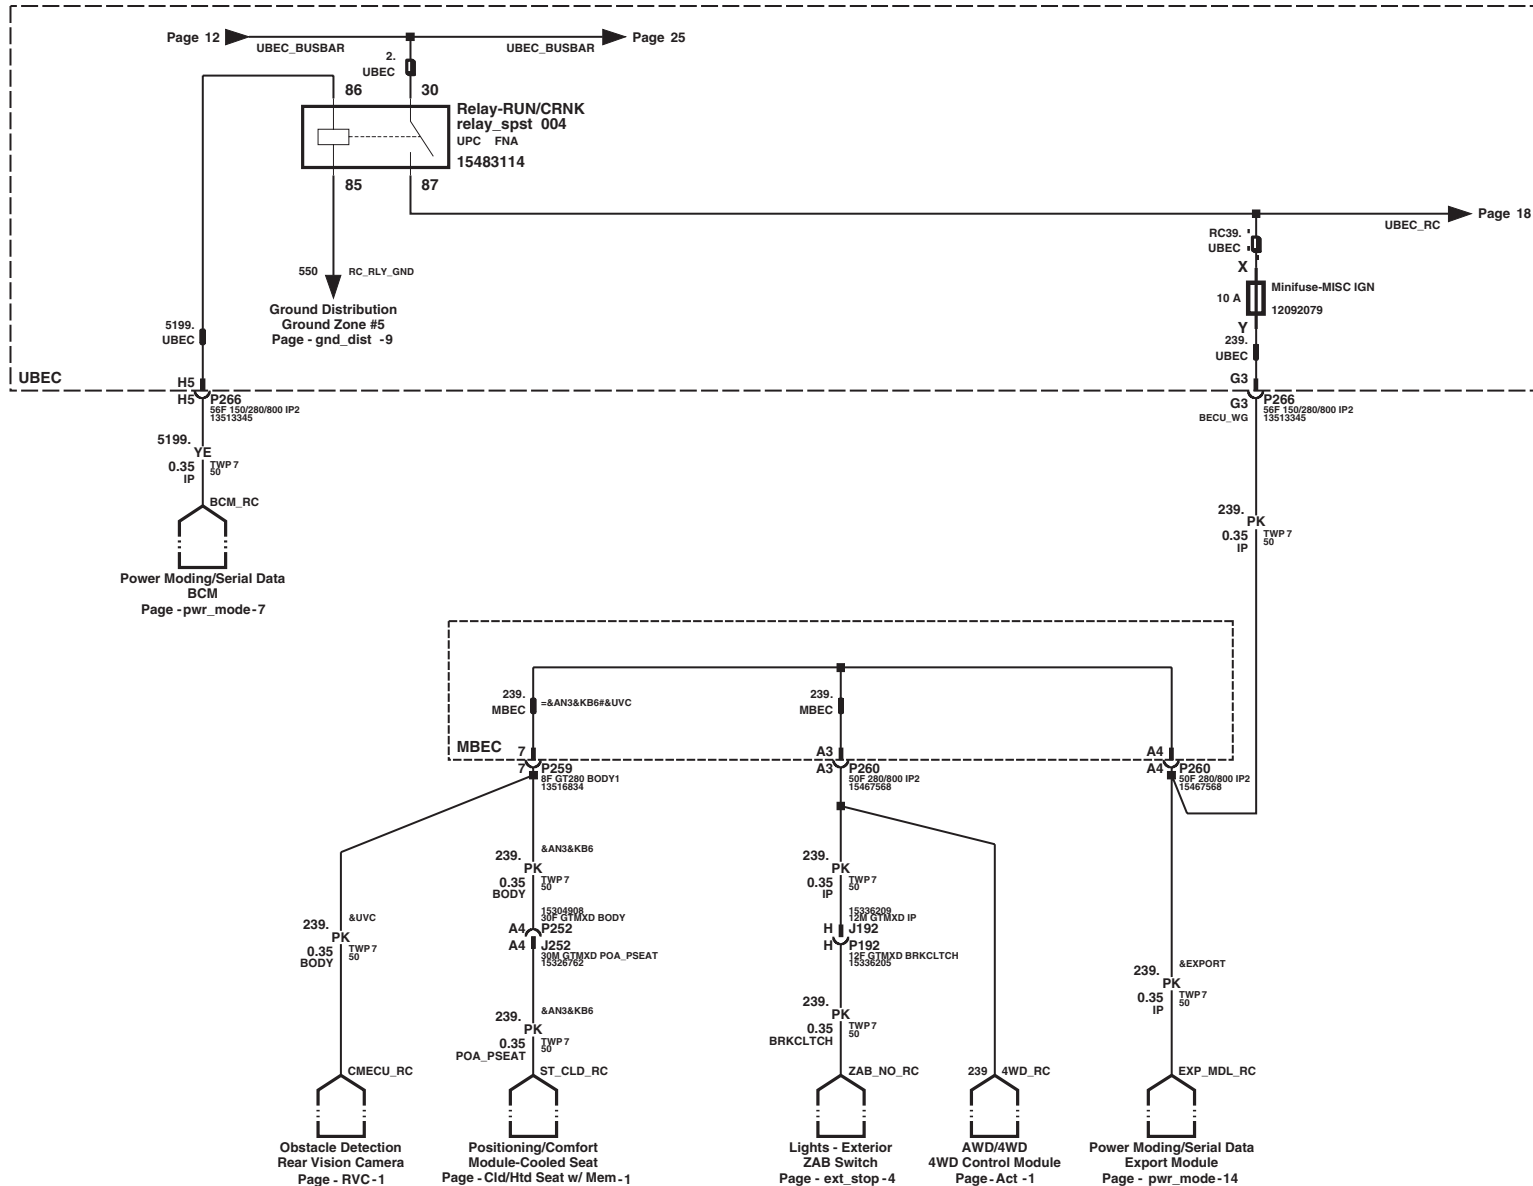 Page 12
UBEC_BUSBAR
UBEC_BUSBAR
Page 25
2.
UBEC
86
30
Relay-RUN/CRNK
relay_spst 004
UPC FNA
15483114
85
87
UBEC_RC
Page 18
RC39.
UBEC
X
10 A
Minifuse-MISC IGN
12092079
Y
239.
UBEC
550
RC_RLY_GND
Ground Distribution
Ground Zone #5
Page - gnd_dist -9
5199.
UBEC
UBEC
H5
H5
P266
56F 150/280/800 IP2
13513345
G3
G3
P266
BECU_WG
56F 150/280/800 IP2
13513345
5199.
YE
0.35
IP
TWP 7
50
BCM_RC
Power Moding/Serial Data
BCM
Page - pwr_mode - 7
239.
PK
0.35
IP
TWP 7
50
239.
MBEC
=&AN3&KB6#&UVC
239.
MBEC
MBEC
7
7
P259
8F GT280 BODY1
13516834
A3
A3
P260
50F 280/800 IP2
15467568
A4
A4
P260
50F 280/800 IP2
15467568
&AN3&KB6
239.
PK
0.35
BODY
TWP 7
50
239.
PK
0.35
IP
TWP 7
50
15304908
30F GTMXD BODY
A4
P252
A4
J252
30M GTMXD POA_PSEAT
15326762
15336209
12M GTMXD IP
H
J192
H
P192
12F GTMXD BRKCLTCH
15336205
&UVC
239.
PK
0.35
BODY
TWP 7
50
&EXPORT
239.
PK
0.35
IP
TWP 7
50
&AN3&KB6
239.
PK
0.35
POA_PSEAT
TWP 7
50
239.
PK
0.35
BRKCLTCH
TWP 7
50
CMECU_RC
ST_CLD_RC
ZAB_NO_RC
239
4WD_RC
EXP_MDL_RC
Obstacle Detection
Rear Vision Camera
Page - RVC - 1
Positioning/Comfort
Module-Cooled Seat
Page - Cld/Htd Seat w/ Mem - 1
Lights - Exterior
ZAB Switch
Page - ext_stop - 4
AWD/4WD
4WD Control Module
Page - Act - 1
Power Moding/Serial Data
Export Module
Page - pwr_mode - 14